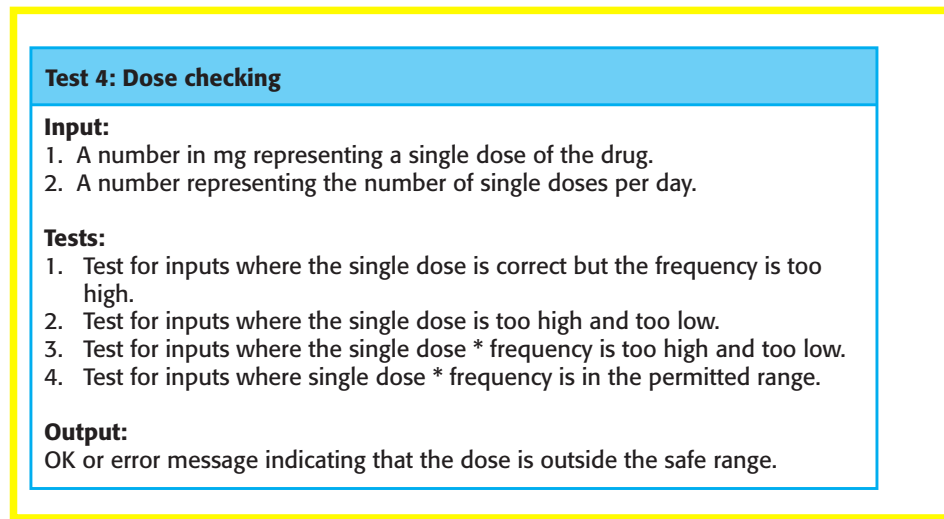 Test 4: Dose checking
Input:
1. A number in mg representing a single dose of the drug.
2. A number representing the number of single doses per day.
Tests:
1. Test for inputs where the single dose is correct but the frequency is too
high.
2. Test for inputs where the single dose is too high and too low.
3. Test for inputs where the single dose * frequency is too high and too low.
4. Test for inputs where single dose * frequency is in the permitted range.
Output:
OK or error message indicating that the dose is outside the safe range.